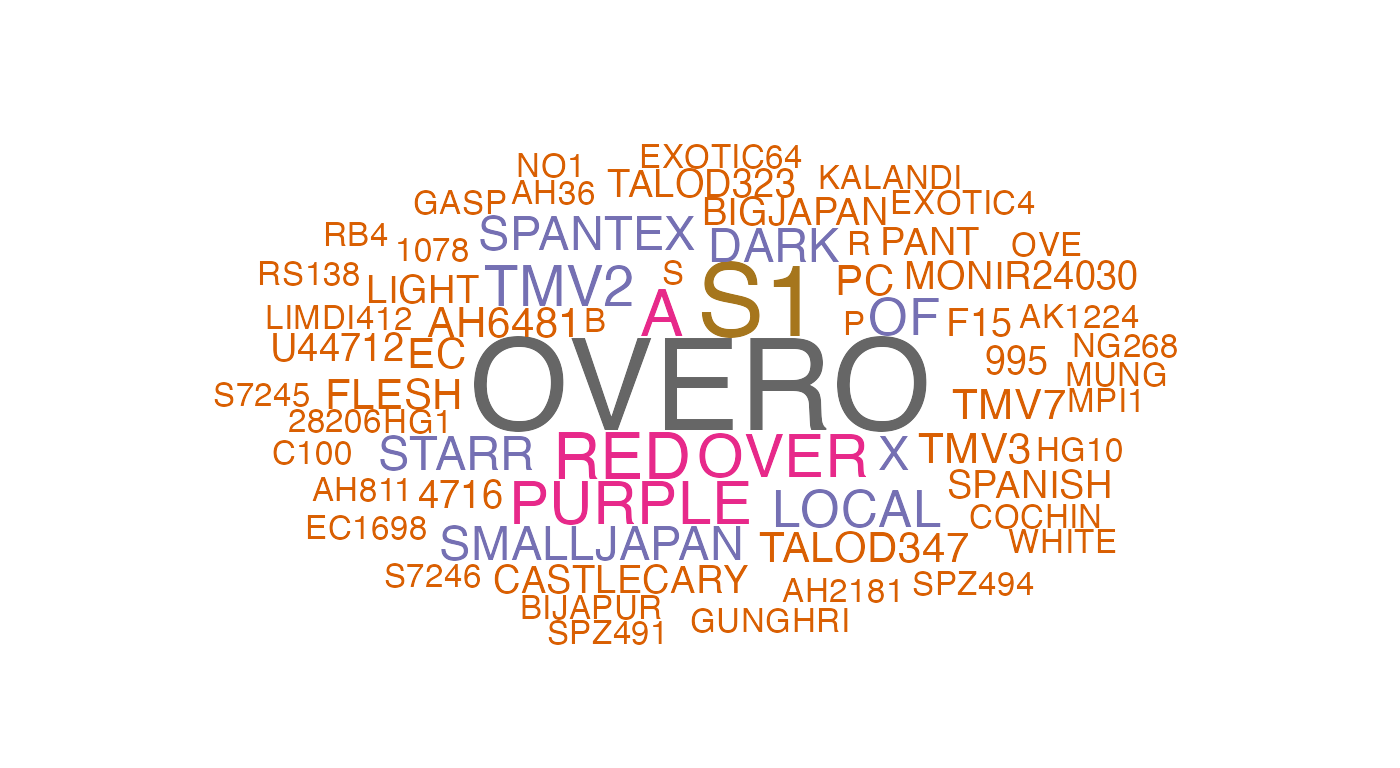 EXOTIC64
NO1
TALOD323 KALANDI
AH36
GASP BIGJAPAN EXOTIC4
RB4 1078 SPANTEX DARK R PANT OVE
RS138 LIGHT TMV2 S S1 PC MONIR24030
LIMDI412 AH6481 B A P OF F15 AK1224
U44712 EC 995 NG268
OVERO MUNG
S7245 FLESH TMV7 MPI1
28206 HG1
C100 STARR RED OVER X TMV3 HG10
AH811 4716 PURPLE LOCAL SPANISH
EC1698 COCHIN
SMALLJAPAN TALOD347 WHITE
S7246 CASTLECARY AH2181 SPZ494
BIJAPUR GUNGHRI
SPZ491